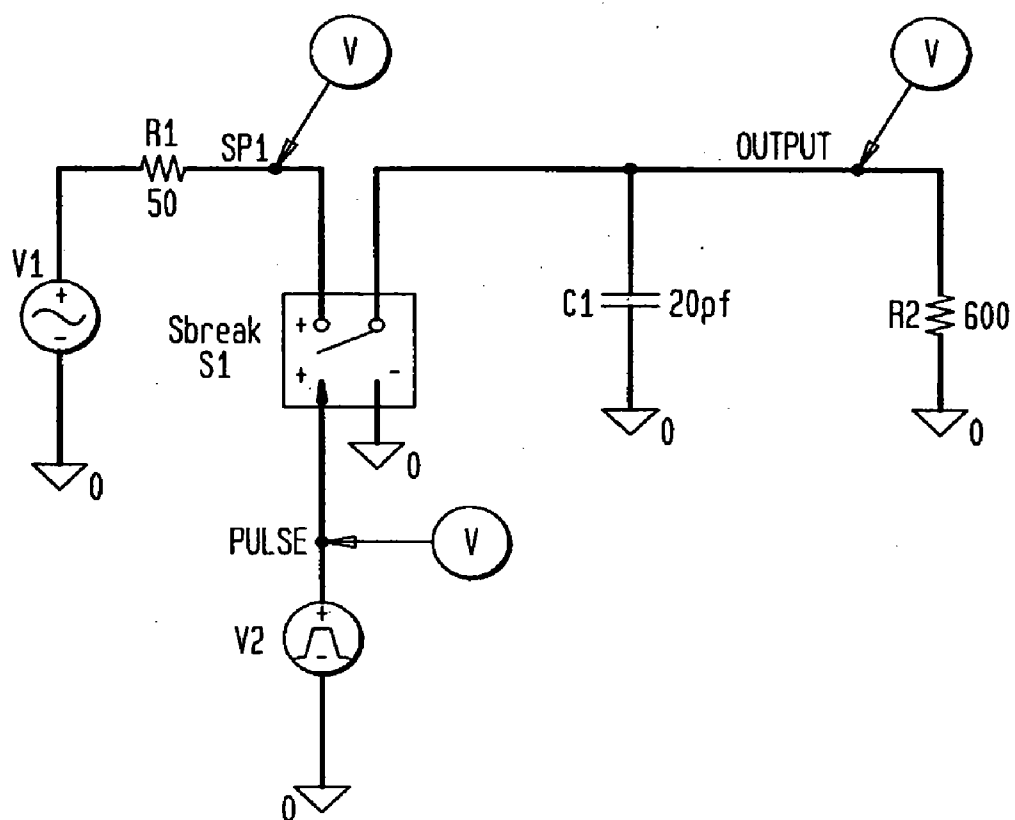 V
V
R1
SP1
OUTPUT
50
V1
+
-
Sbreak
S1
+
+
-
C1
20pf
R2
600
0
0
0
0
PULSE
V
V2
+
-
0